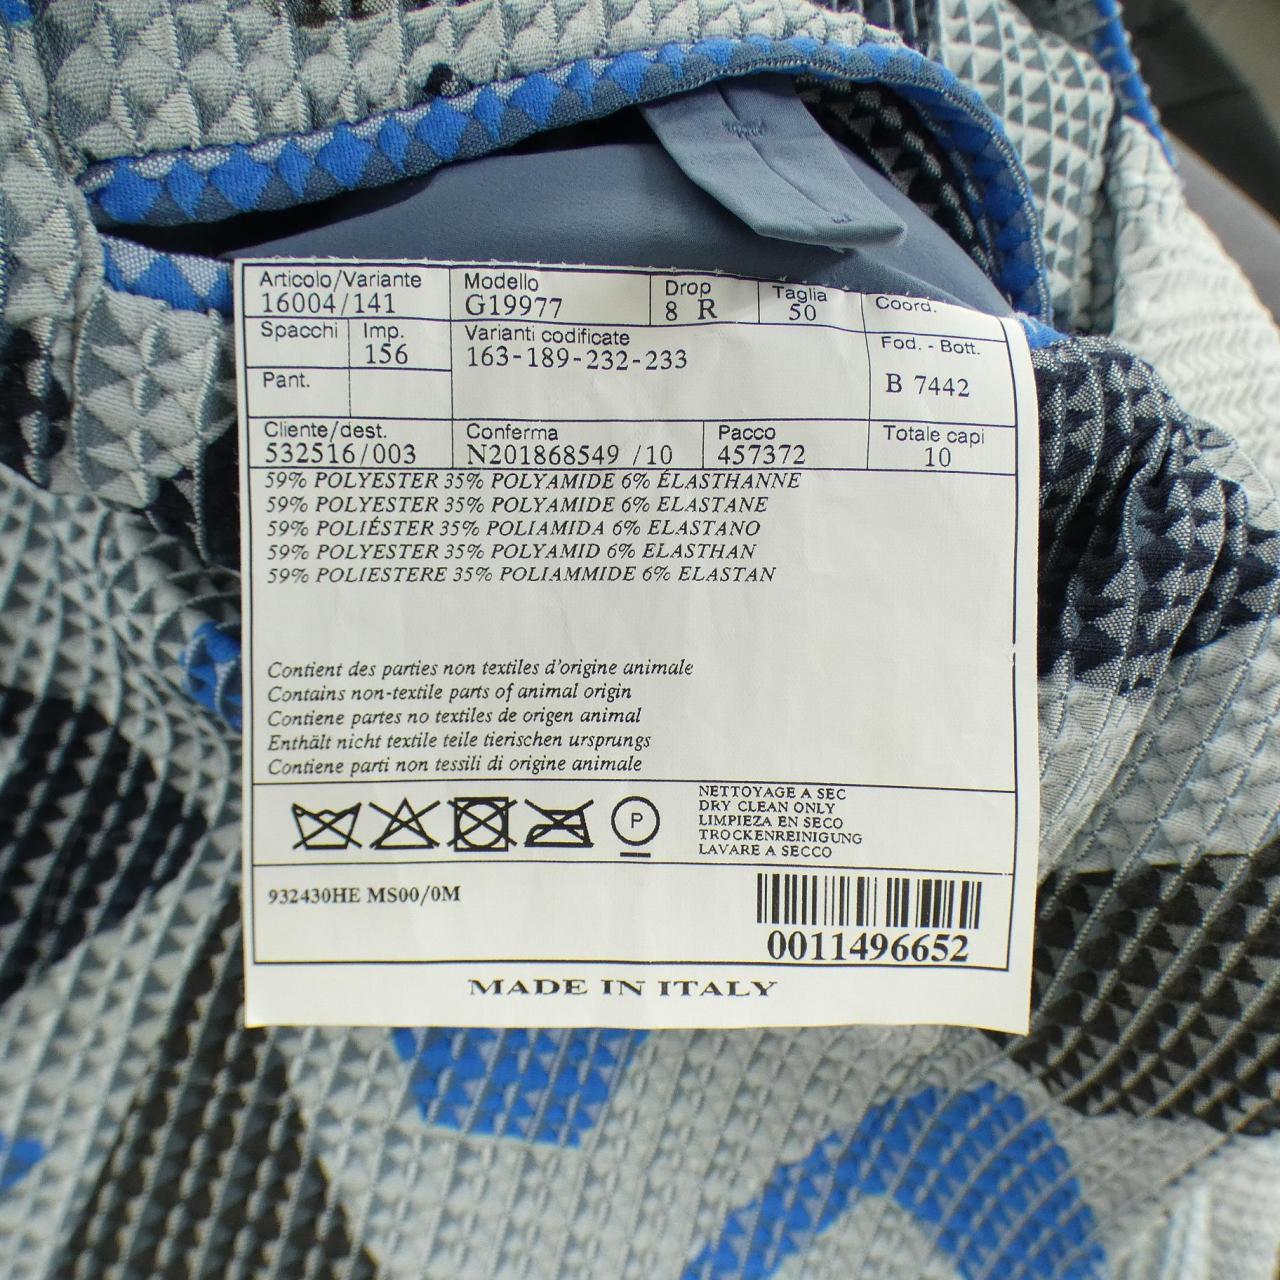 Articolo/Variante Modello Drop Taglia Coord.
16004/141 G19977 8 R 50
Spacchi Imp. Varianti codificate Fod. - Bott.
156 163-189-232-233
Pant. B 7442
Cliente/dest. Conferma Pacco Totale capi
532516/003 N201868549 /10 457372 10
59% POLYESTER 35% POLYAMIDE 6% ÉLASTHANNE
59% POLYESTER 35% POLYAMIDE 6% ELASTANE
59% POLIÉSTER 35% POLIAMIDA 6% ELASTANO
59% POLYESTER 35% POLYAMID 6% ELASTHAN
59% POLIESTERE 35% POLIAMMIDE 6% ELASTAN
Contient des parties non textiles d'origine animale
Contains non-textile parts of animal origin
Contiene partes no textiles de origen animal
Enthält nicht textile teile tierischen ursprungs
Contiene parti non tessili di origine animale
P
NETTOYAGE A SEC
DRY CLEAN ONLY
LIMPIEZA EN SECO
TROCKENREINIGUNG
LAVARE A SECCO
932430HE MS00/0M
0011496652
MADE IN ITALY